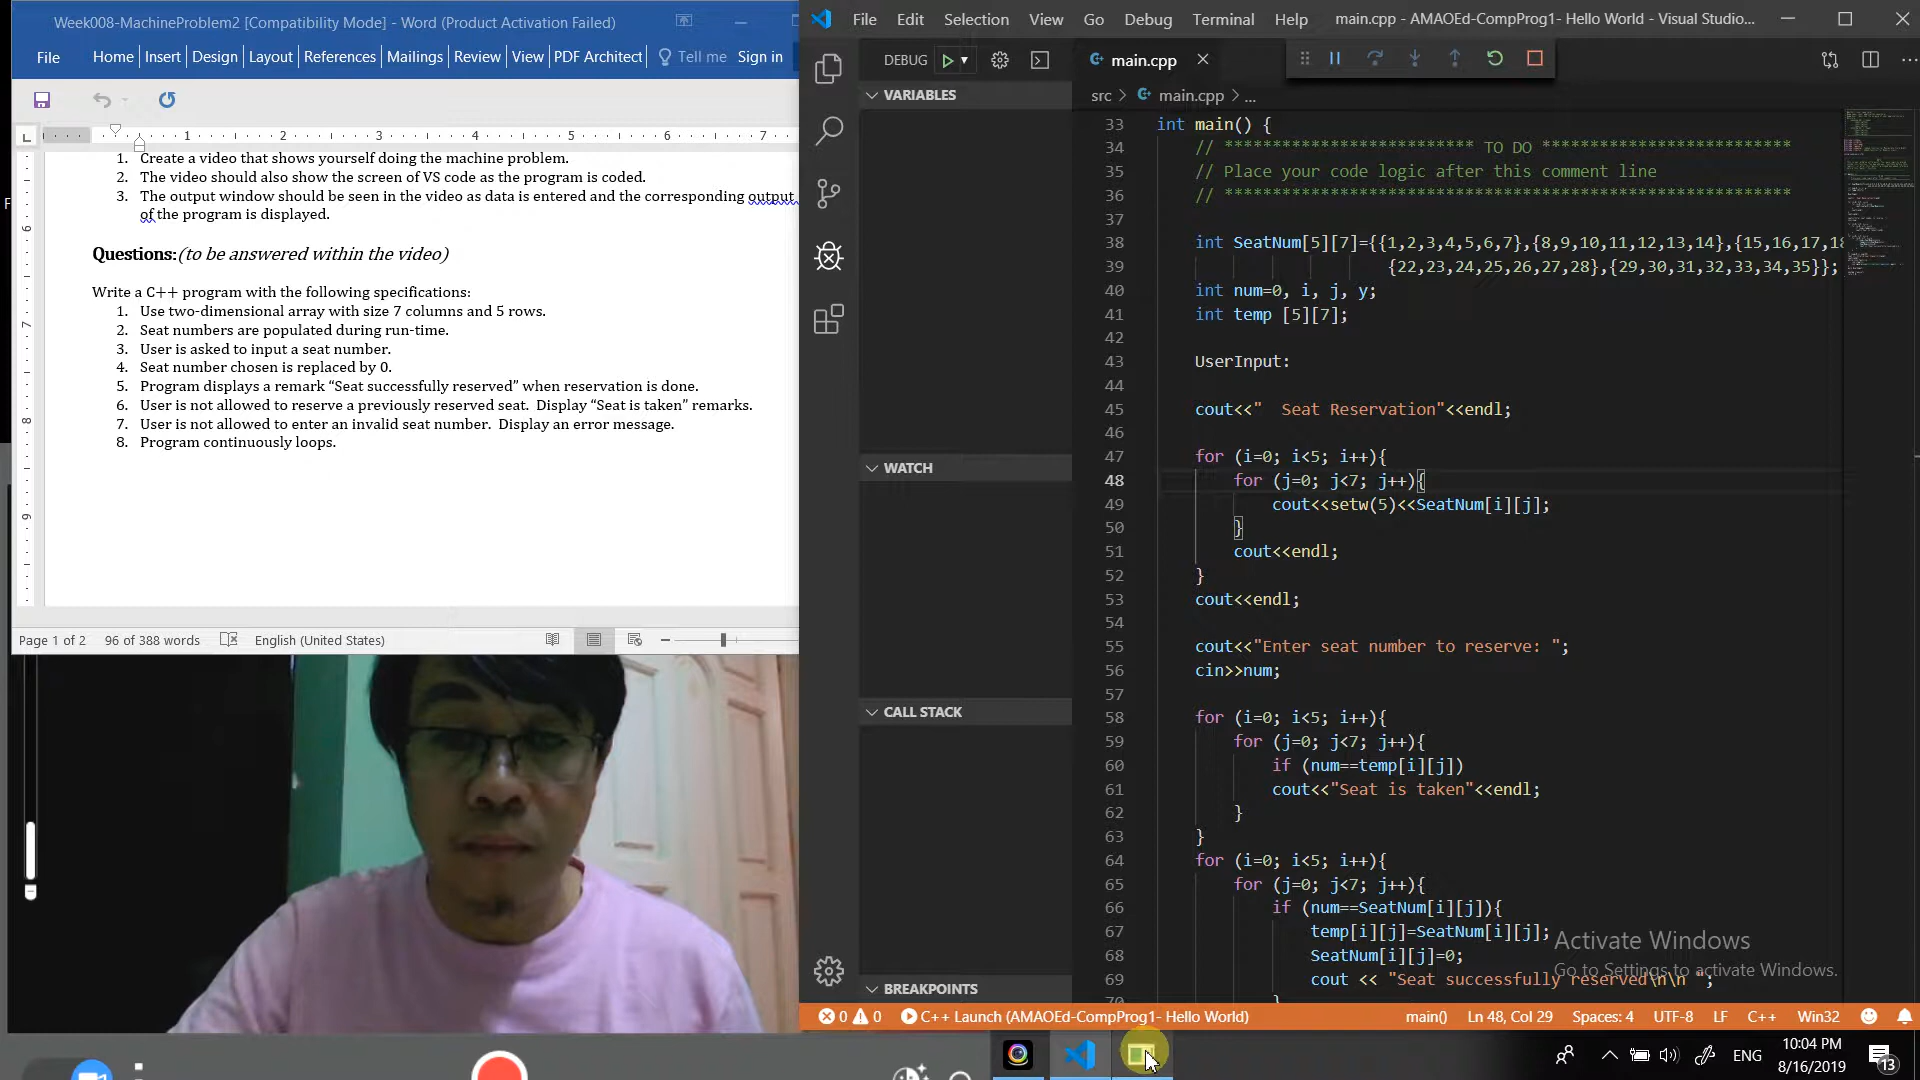 Week008-MachineProblem2 [Compatibility Mode] - Word (Product Activation Failed)
File Home Insert Design Layout References Mailings Review View PDF Architect Tell me Sign in
1 2 3 4 5 6 7
1. Create a video that shows yourself doing the machine problem.
2. The video should also show the screen of VS code as the program is coded.
3. The output window should be seen in the video as data is entered and the corresponding output
of the program is displayed.
Questions:(to be answered within the video)
Write a C++ program with the following specifications:
1. Use two-dimensional array with size 7 columns and 5 rows.
2. Seat numbers are populated during run-time.
3. User is asked to input a seat number.
4. Seat number chosen is replaced by 0.
5. Program displays a remark “Seat successfully reserved” when reservation is done.
6. User is not allowed to reserve a previously reserved seat. Display “Seat is taken” remarks.
7. User is not allowed to enter an invalid seat number. Display an error message.
8. Program continuously loops.
6
7
8
9
Page 1 of 2 96 of 388 words English (United States)
File Edit Selection View Go Debug Terminal Help main.cpp - AMAOEd-CompProg1- Hello World - Visual Studio...
DEBUG
VARIABLES
WATCH
CALL STACK
BREAKPOINTS
main.cpp
src > main.cpp > ...
33 int main() {
34 // ************************** TO DO **************************
35 // Place your code logic after this comment line
36 // ***********************************************************
37
38 int SeatNum[5][7]={{1,2,3,4,5,6,7},{8,9,10,11,12,13,14},{15,16,17,18
39 {22,23,24,25,26,27,28},{29,30,31,32,33,34,35}};
40 int num=0, i, j, y;
41 int temp [5][7];
42
43 UserInput:
44
45 cout<<"  Seat Reservation"<<endl;
46
47 for (i=0; i<5; i++){
48 for (j=0; j<7; j++){
49 cout<<setw(5)<<SeatNum[i][j];
50 }
51 cout<<endl;
52 }
53 cout<<endl;
54
55 cout<<"Enter seat number to reserve: ";
56 cin>>num;
57
58 for (i=0; i<5; i++){
59 for (j=0; j<7; j++){
60 if (num==temp[i][j])
61 cout<<"Seat is taken"<<endl;
62 }
63 }
64 for (i=0; i<5; i++){
65 for (j=0; j<7; j++){
66 if (num==SeatNum[i][j]){
67 temp[i][j]=SeatNum[i][j];
68 SeatNum[i][j]=0;
69 cout << "Seat successfully reserved\n\n ";
70 }
Activate Windows
Go to Settings to activate Windows.
0 0 C++ Launch (AMAOEd-CompProg1- Hello World) main() Ln 48, Col 29 Spaces: 4 UTF-8 LF C++ Win32
ENG 10:04 PM
8/16/2019
13